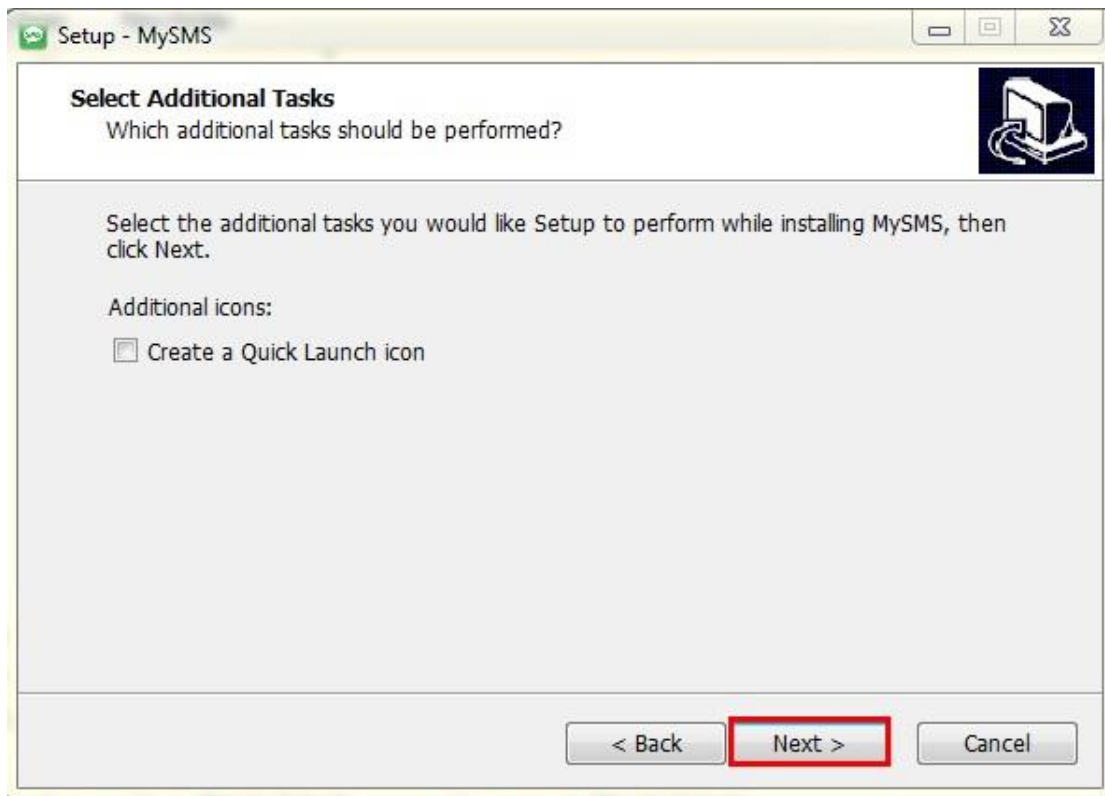 Setup - MySMS
Select Additional Tasks
Which additional tasks should be performed?
Select the additional tasks you would like Setup to perform while installing MySMS, then
click Next.
Additional icons:
Create a Quick Launch icon
< Back Next > Cancel